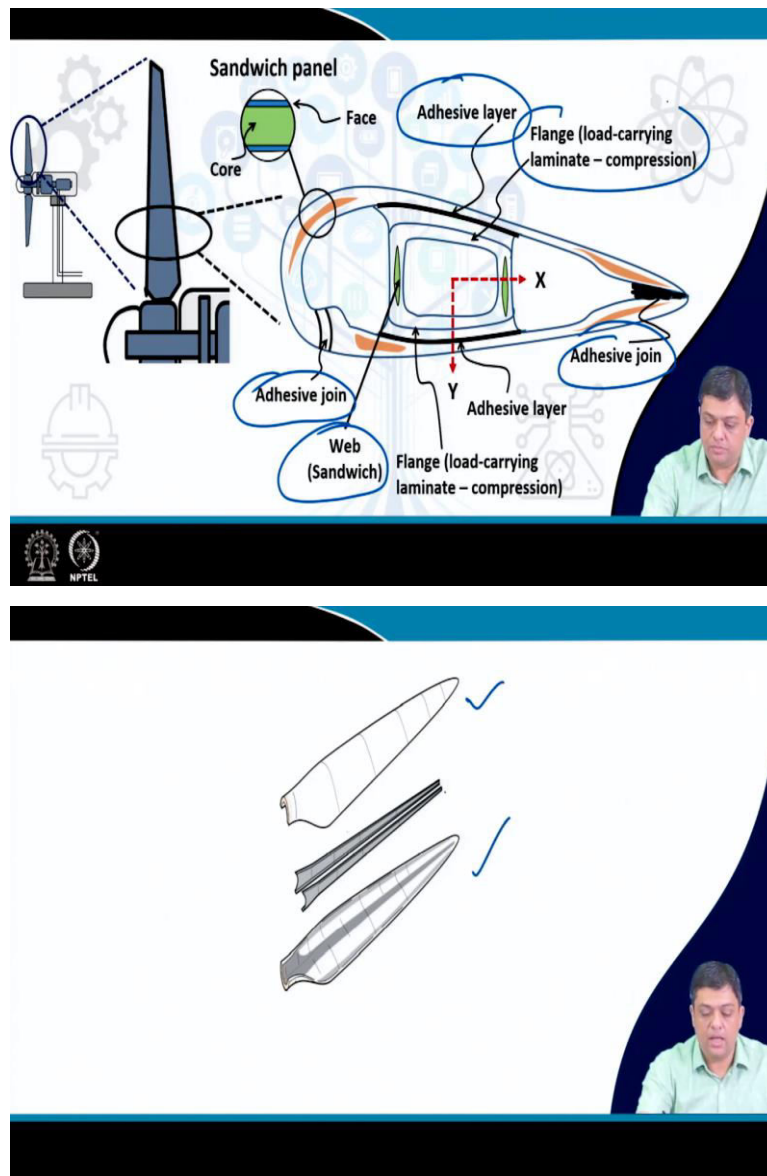 Sandwich panel
Face
Core
Adhesive layer
Flange (load-carrying
laminate – compression)
X
Y
Adhesive join
Adhesive join
Adhesive layer
Web
(Sandwich)
Flange (load-carrying
laminate – compression)
NPTEL